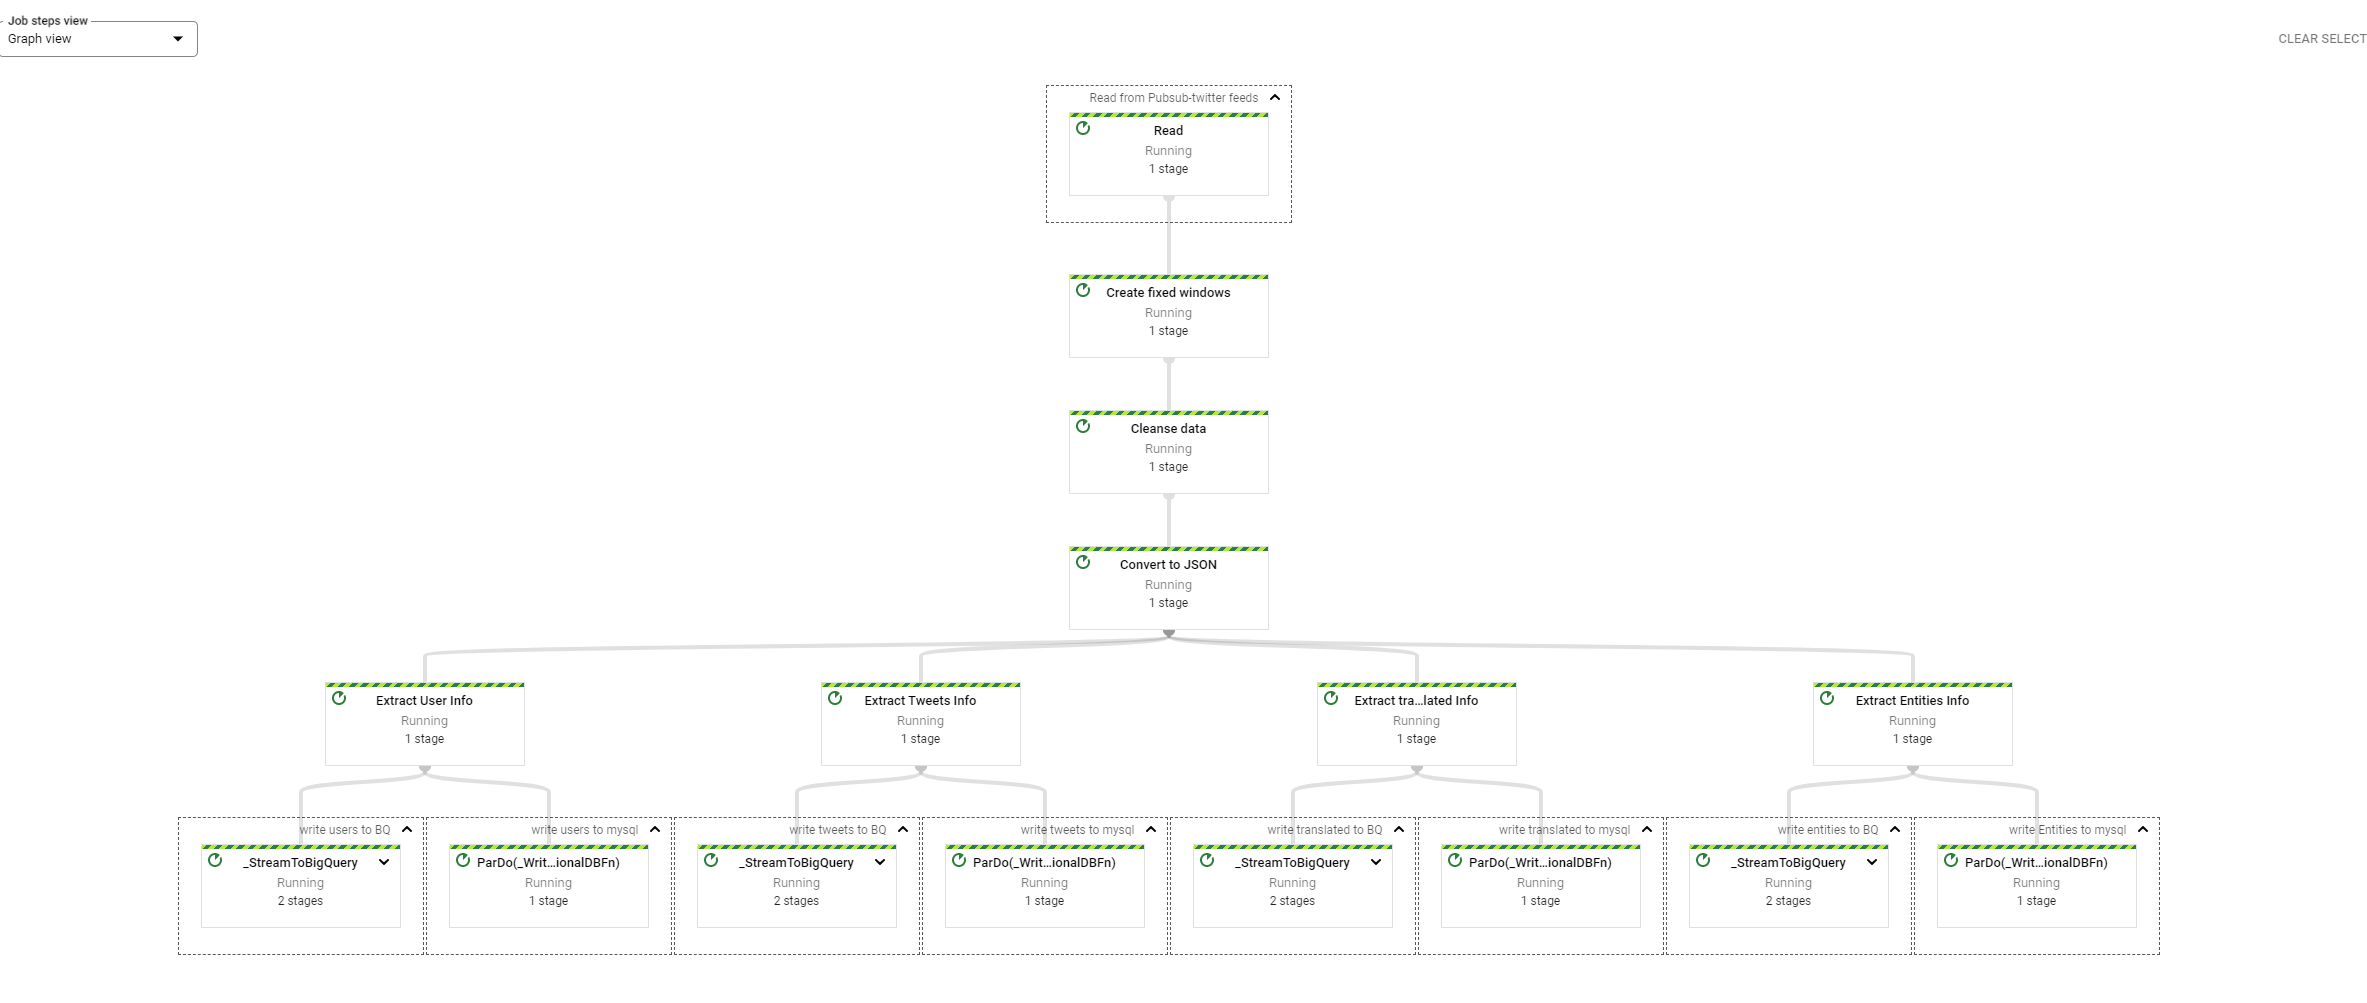 Job steps view
Graph view
CLEAR SELECT
Read from Pubsub-twitter feeds
Read
Running
1 stage
Create fixed windows
Running
1 stage
Cleanse data
Running
1 stage
Convert to JSON
Running
1 stage
Extract User Info
Running
1 stage
Extract Tweets Info
Running
1 stage
Extract tra...lated Info
Running
1 stage
Extract Entities Info
Running
1 stage
write users to BQ
_StreamToBigQuery
Running
2 stages
write users to mysql
ParDo(_Writ...ionalDBFn)
Running
1 stage
write tweets to BQ
_StreamToBigQuery
Running
2 stages
write tweets to mysql
ParDo(_Writ...ionalDBFn)
Running
1 stage
write translated to BQ
_StreamToBigQuery
Running
2 stages
write translated to mysql
ParDo(_Writ...ionalDBFn)
Running
1 stage
write entities to BQ
_StreamToBigQuery
Running
2 stages
write Entities to mysql
ParDo(_Writ...ionalDBFn)
Running
1 stage